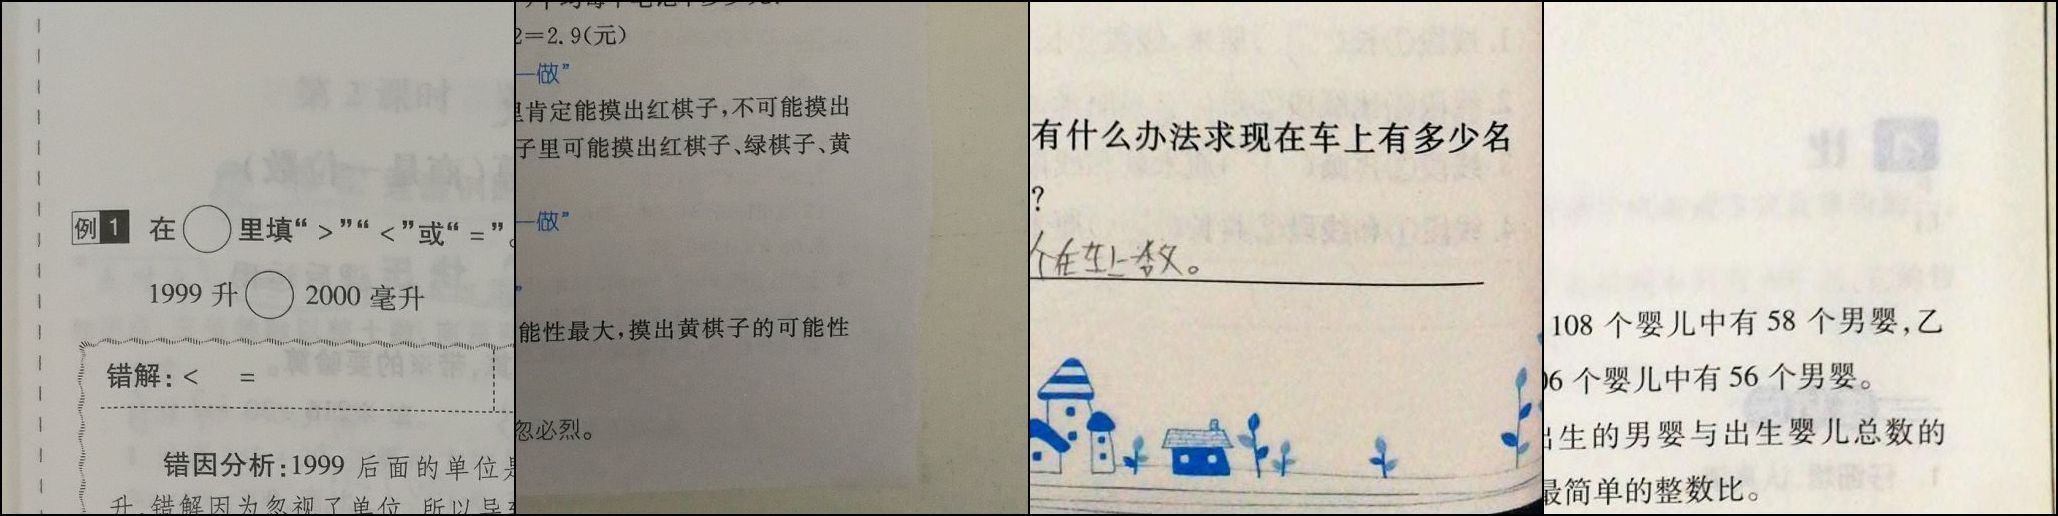 例1 在○里填“>”“<”或“=”。
1999 升○2000 毫升
错解:< =
错因分析:1999 后面的单位是
升,错解因为忽视了单位,所以导致
2=2.9(元)
一做”
里肯定能摸出红棋子,不可能摸出
子里可能摸出红棋子、绿棋子、黄
一做”
”
能性最大,摸出黄棋子的可能性
忽必烈。
有什么办法求现在车上有多少名
?
个在车上数。
108 个婴儿中有 58 个男婴,乙
06 个婴儿中有 56 个男婴。
出生的男婴与出生婴儿总数的
最简单的整数比。